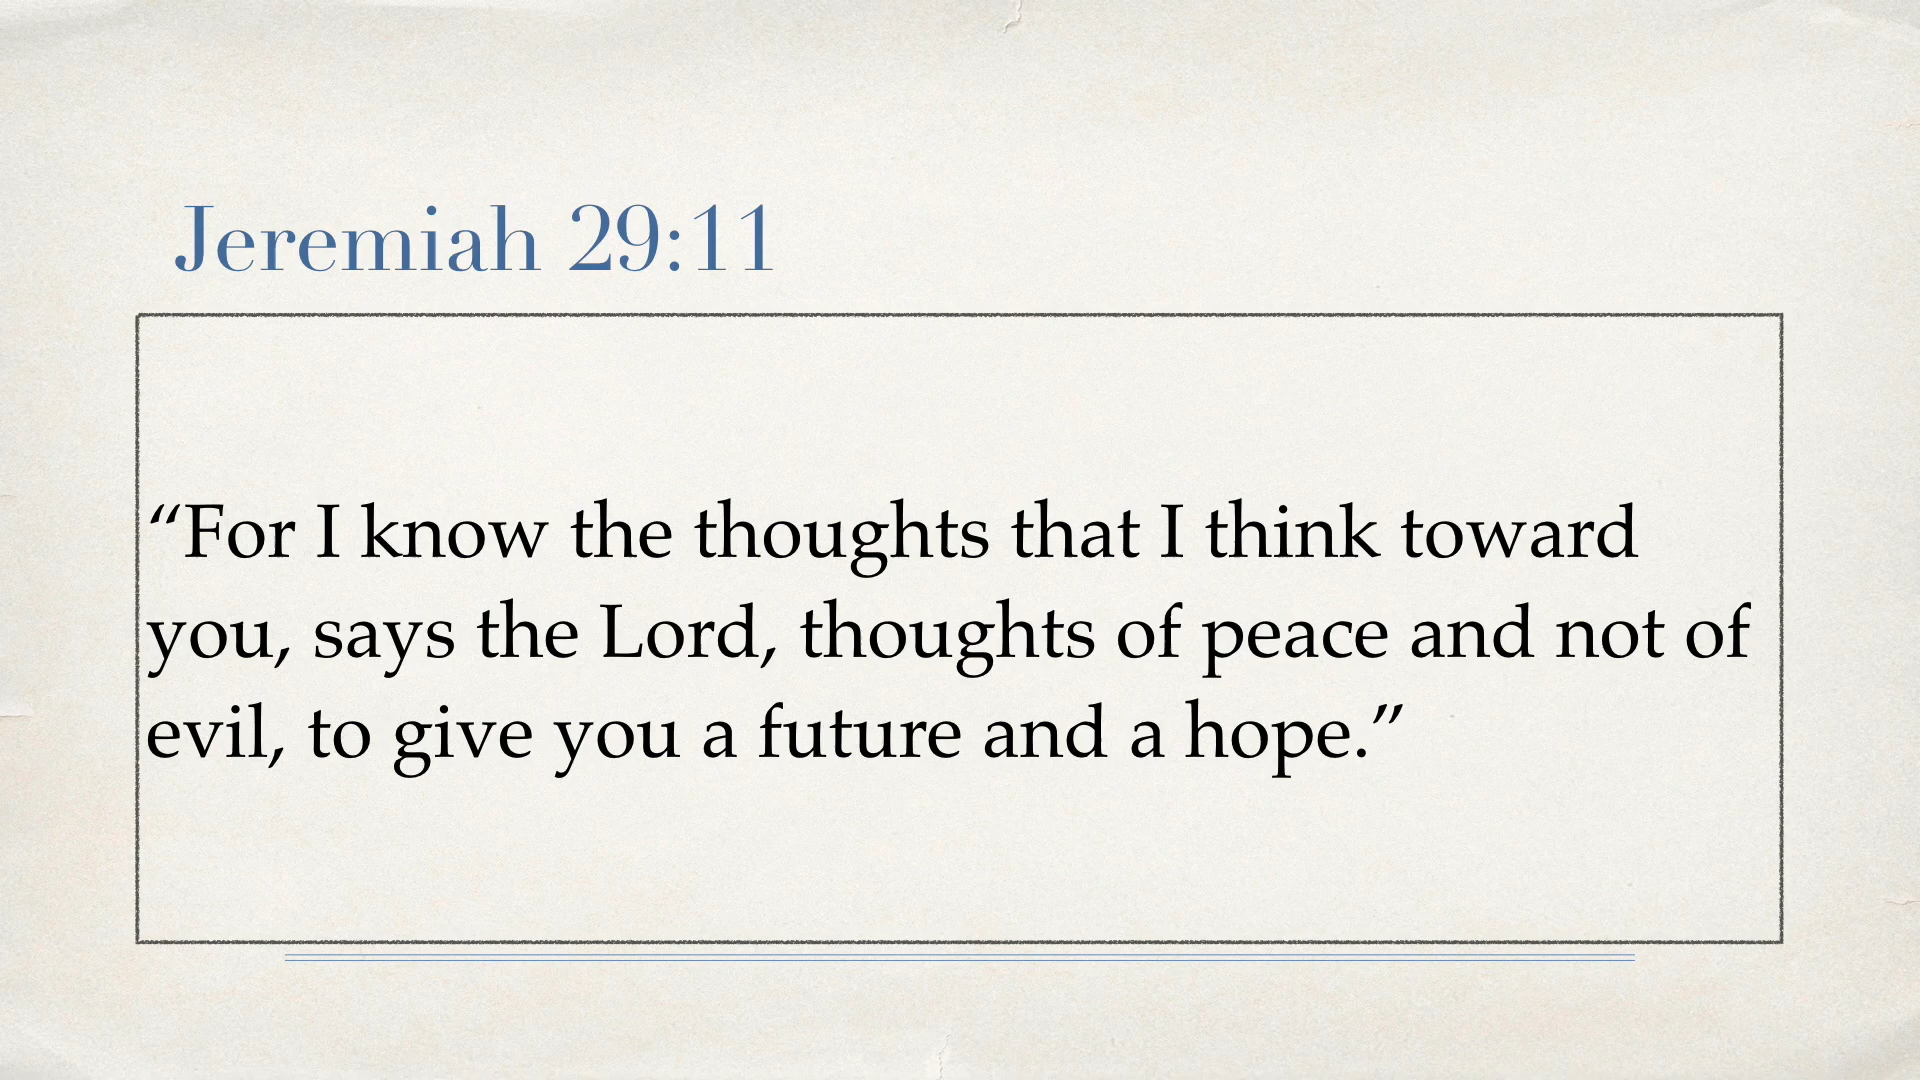 Jeremiah 29:11
“For I know the thoughts that I think toward
you, says the Lord, thoughts of peace and not of
evil, to give you a future and a hope.”